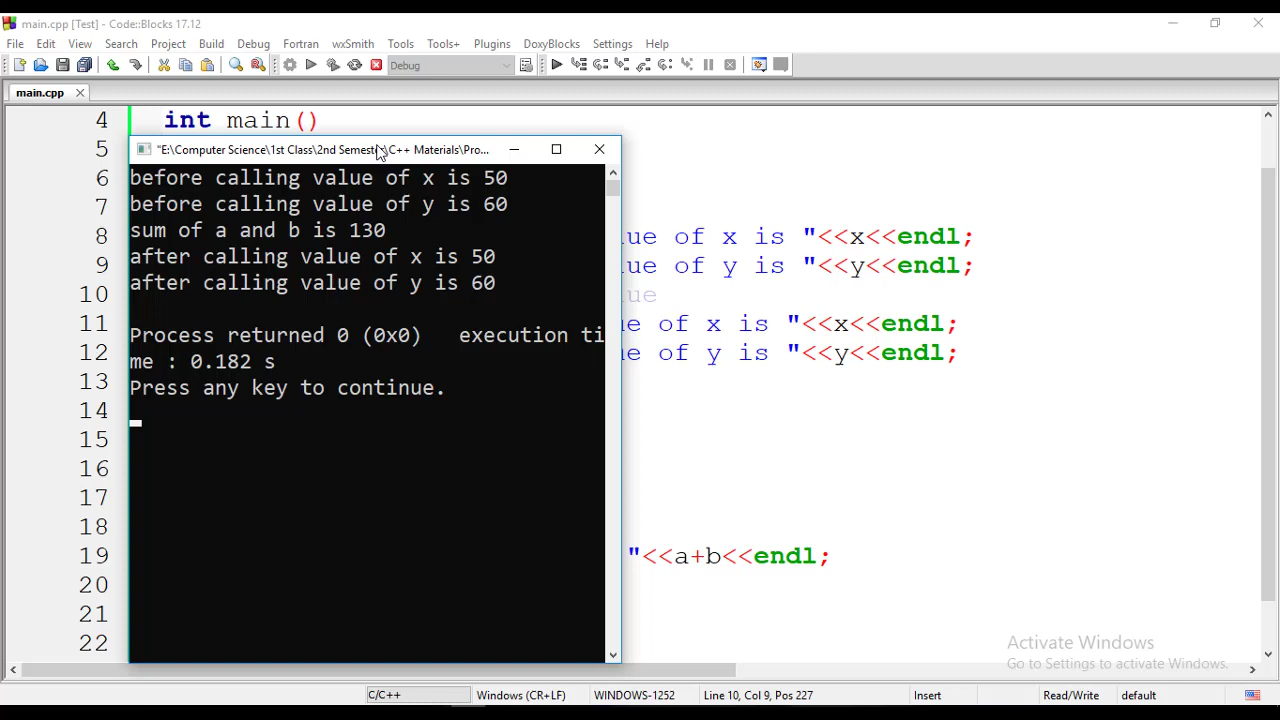 main.cpp [Test] - Code::Blocks 17.12
File Edit View Search Project Build Debug Fortran wxSmith Tools Tools+ Plugins DoxyBlocks Settings Help
Debug
main.cpp
4 int main()
"E:\Computer Science\1st Class\2nd Semester\C++ Materials\Pro...
5
6 before calling value of x is 50
7 before calling value of y is 60
8 ue of x is "<<x<<endl;
sum of a and b is 130
9 ue of y is "<<y<<endl;
after calling value of x is 50
after calling value of y is 60
10 ue
11 ue of x is "<<x<<endl;
Process returned 0 (0x0) execution ti
12 ue of y is "<<y<<endl;
me : 0.182 s
13
Press any key to continue.
14
15
16
17
18
19 "<<a+b<<endl;
20
21
22
Activate Windows
Go to Settings to activate Windows.
C/C++ Windows (CR+LF) WINDOWS-1252 Line 10, Col 9, Pos 227 Insert Read/Write default